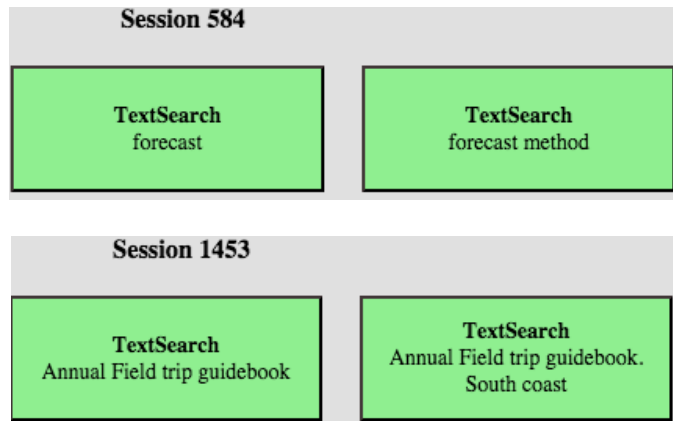 Session 584
TextSearch
forecast
TextSearch
forecast method
Session 1453
TextSearch
Annual Field trip guidebook
TextSearch
Annual Field trip guidebook.
South coast